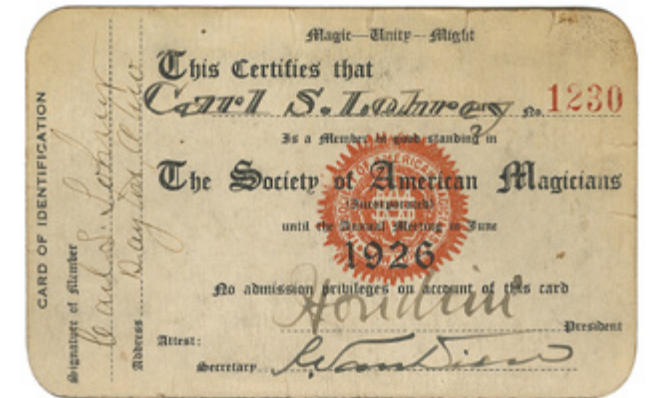 Magic—Unity—Might
This Certifies that
Carl S. Lohrey No. 1230
Is a Member in good standing in
The Society of American Magicians
(Incorporated)
until the Annual Meeting in June
1926
No admission privileges on account of this card
Houdini
President
Attest:
Secretary
CARD OF IDENTIFICATION
Signature of Member Carl S. Lohrey
Address Dayton Ohio